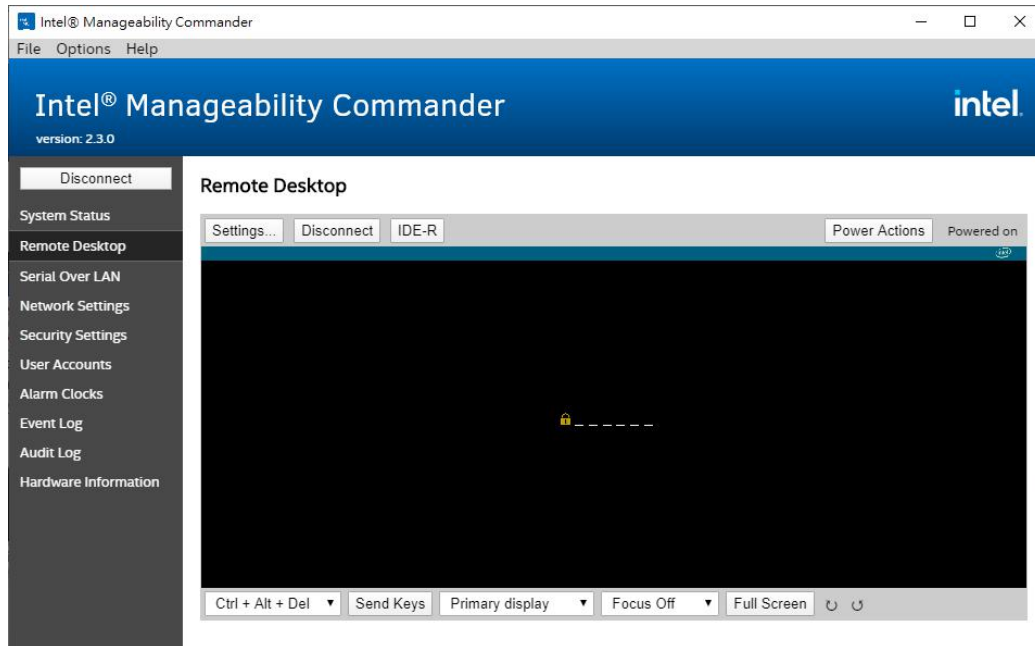 Intel® Manageability Commander
File Options Help
Intel® Manageability Commander
intel.
version: 2.3.0
Disconnect
System Status
Remote Desktop
Serial Over LAN
Network Settings
Security Settings
User Accounts
Alarm Clocks
Event Log
Audit Log
Hardware Information
Remote Desktop
Settings... Disconnect IDE-R Power Actions Powered on
_ _ _ _ _ _
Ctrl + Alt + Del Send Keys Primary display Focus Off Full Screen